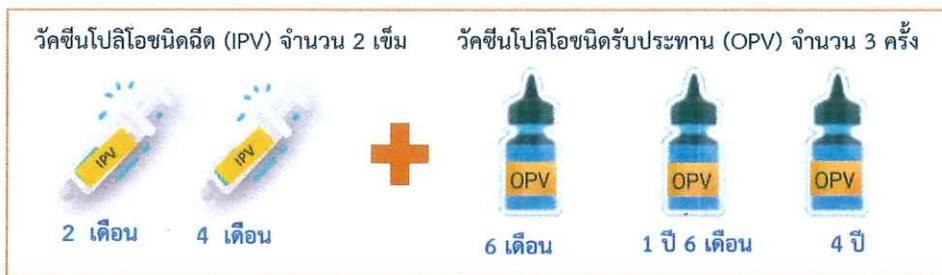 วัคซีนโปลิโอชนิดฉีด (IPV) จำนวน 2 เข็ม
วัคซีนโปลิโอชนิดรับประทาน (OPV) จำนวน 3 ครั้ง
IPV
IPV
OPV
OPV
OPV
2 เดือน
4 เดือน
6 เดือน
1 ปี 6 เดือน
4 ปี